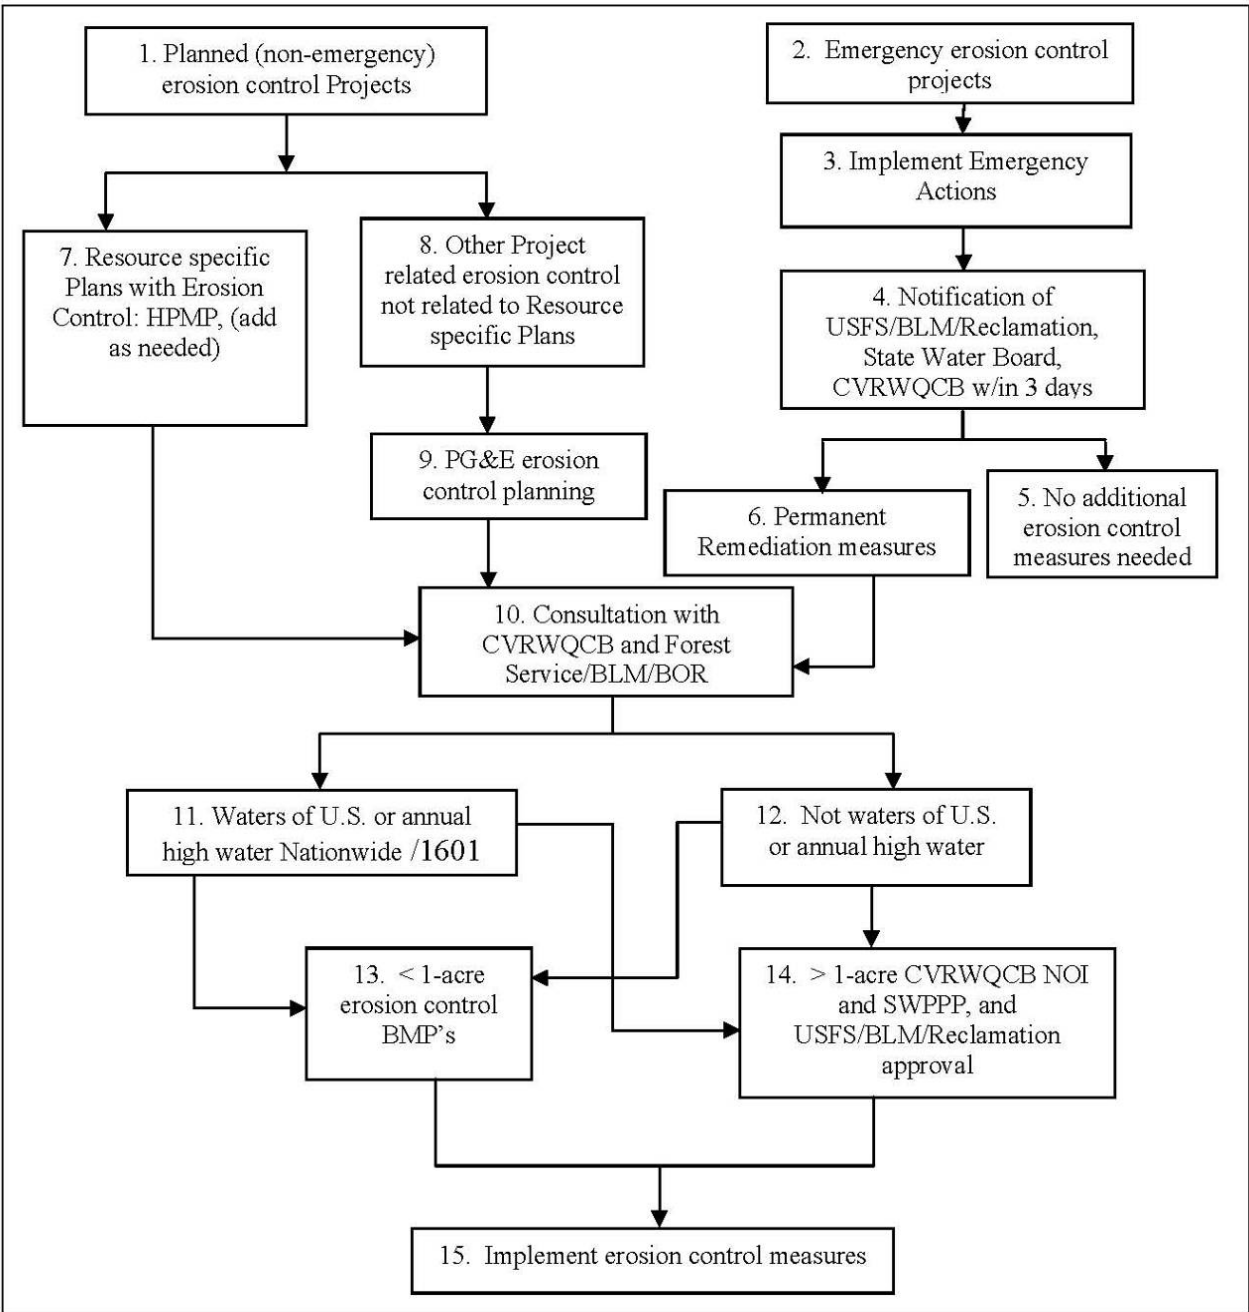 1. Planned (non-emergency)
erosion control Projects
2. Emergency erosion control
projects
3. Implement Emergency
Actions
7. Resource specific
Plans with Erosion
Control: HPMP, (add
as needed)
8. Other Project
related erosion control
not related to Resource
specific Plans
4. Notification of
USFS/BLM/Reclamation,
State Water Board,
CVRWQCB w/in 3 days
9. PG&E erosion
control planning
6. Permanent
Remediation measures
5. No additional
erosion control
measures needed
10. Consultation with
CVRWQCB and Forest
Service/BLM/BOR
11. Waters of U.S. or annual
high water Nationwide /1601
12. Not waters of U.S.
or annual high water
13. < 1-acre
erosion control
BMP's
14. > 1-acre CVRWQCB NOI
and SWPPP, and
USFS/BLM/Reclamation
approval
15. Implement erosion control measures